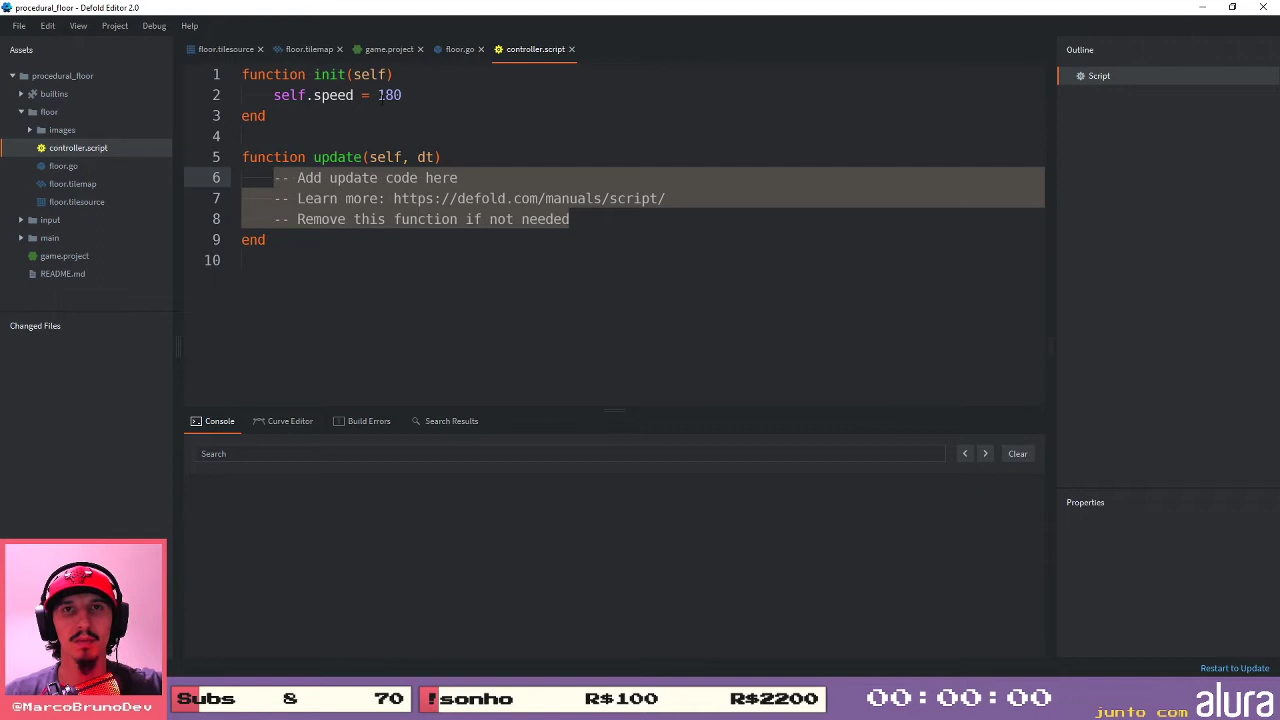 procedural_floor - Defold Editor 2.0
File Edit View Project Debug Help
Assets
procedural_floor
builtins
floor
images
controller.script
floor.go
floor.tilemap
floor.tilesource
input
main
game.project
README.md
Changed Files
floor.tilesource floor.tilemap game.project floor.go controller.script
1 function init(self)
2 self.speed = 180
3 end
4
5 function update(self, dt)
6 -- Add update code here
7 -- Learn more: https://defold.com/manuals/script/
8 -- Remove this function if not needed
9 end
10
Console Curve Editor Build Errors Search Results
Search
Clear
Outline
Script
Properties
Restart to Update
@MarcoBrunoDev
Subs 8 70
!sonho R$100 R$2200
00:00:00
junto com alura